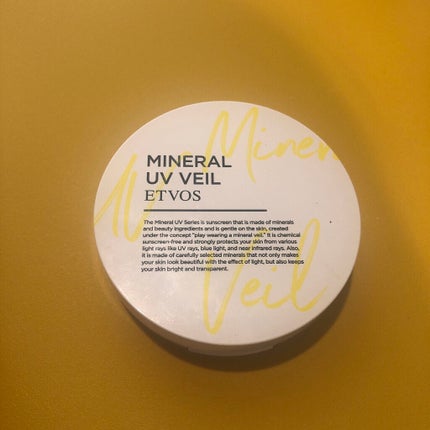 MINERAL
UV VEIL
ETVOS
The Mineral UV Series is sunscreen that is made of minerals
and beauty ingredients and is gentle on the skin, created
under the concept "play wearing a mineral veil." It is chemical
sunscreen-free and strongly protects your skin from various
light rays like UV rays, blue light, and near infrared rays. Also,
it is made of carefully selected minerals that not only makes
your skin look beautiful with the effect of light, but also keeps
your skin bright and transparent.
Miner
UV
Veil